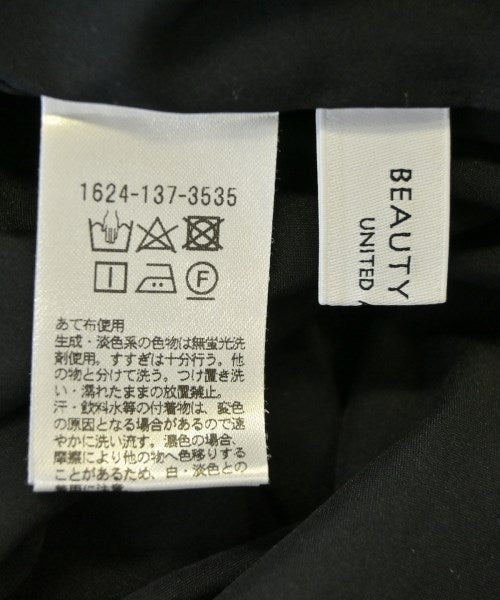 1624-137-3535
F
あて布使用
生成・淡色系の色物は無蛍光洗
剤使用。すすぎは十分行う。他
の物と分けて洗う。つけ置き洗
い・濡れたままの放置禁止。
汗・飲料水等の付着物は、変色
の原因となる場合があるので速
やかに洗い流す。濃色の場合、
摩擦により他の物へ色移りする
ことがあるため、白・淡色との
着用に注意
BEAUTY
UNITED